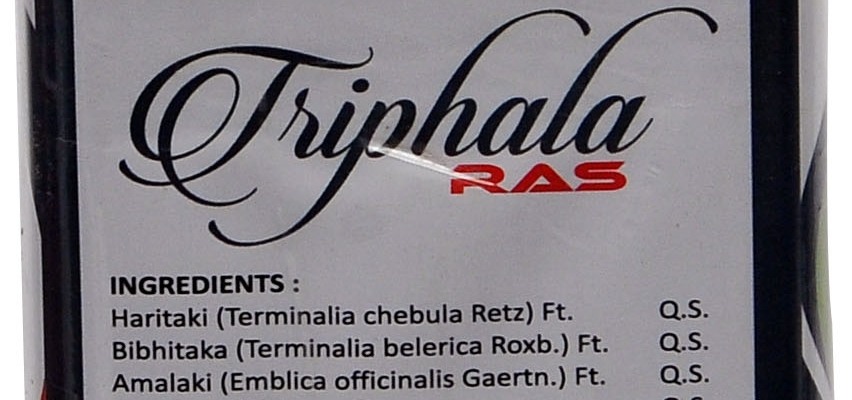 Triphala
RAS
INGREDIENTS :
Haritaki (Terminalia chebula Retz) Ft. Q.S.
Bibhitaka (Terminalia belerica Roxb.) Ft. Q.S.
Amalaki (Emblica officinalis Gaertn.) Ft. Q.S.